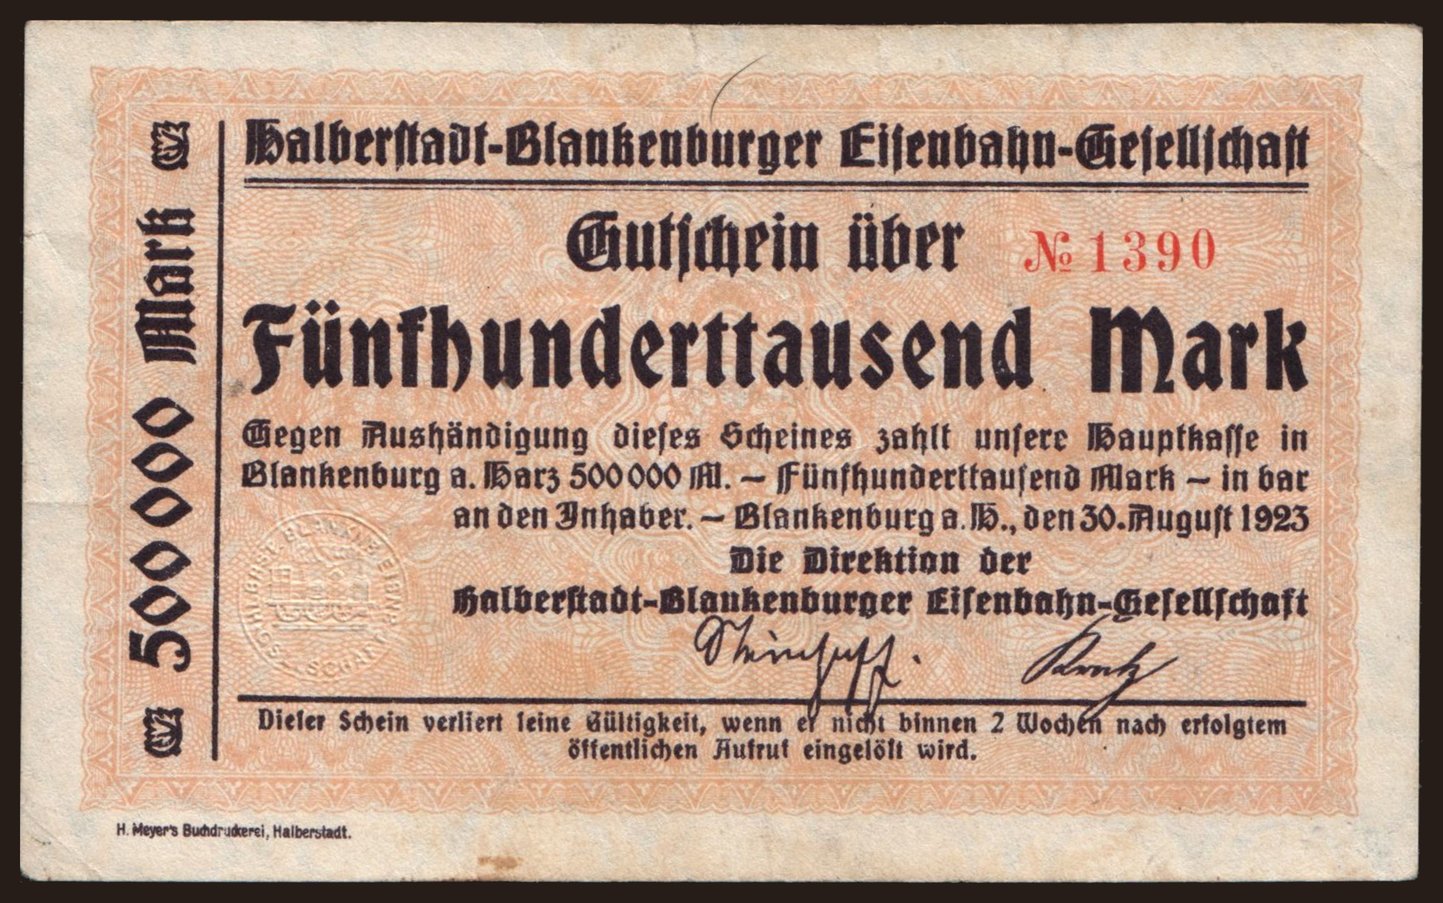 500 000 Mark
Halberstadt-Blankenburger Eisenbahn-Gesellschaft
Gutschein über № 1390
Fünfhunderttausend Mark
Gegen Aushändigung dieses Scheines zahlt unsere Hauptkasse in
Blankenburg a. Harz 500 000 M. — Fünfhunderttausend Mark — in bar
an den Inhaber. — Blankenburg a. H., den 30. August 1923
Die Direktion der
Halberstadt-Blankenburger Eisenbahn-Gesellschaft
Dieser Schein verliert seine Gültigkeit, wenn er nicht binnen 2 Wochen nach erfolgtem
öffentlichen Aufruf eingelöst wird.
H. Meyer's Buchdruckerei, Halberstadt.